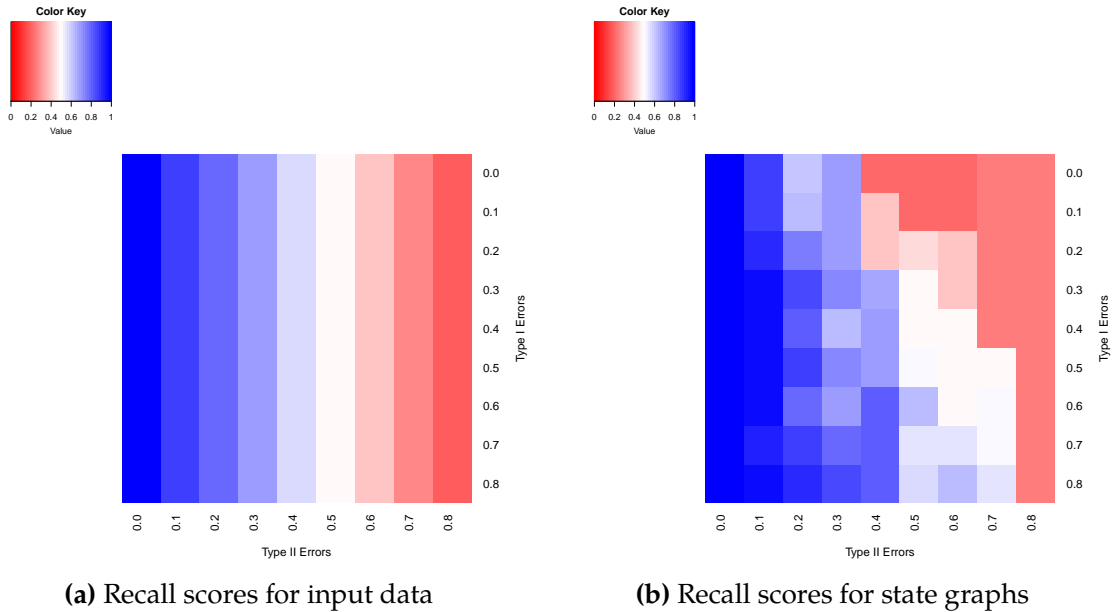 Color Key
0 0.2 0.4 0.6 0.8 1
Value
0.0
0.1
0.2
0.3
0.4
0.5
0.6
0.7
0.8
Type I Errors
0.0 0.1 0.2 0.3 0.4 0.5 0.6 0.7 0.8
Type II Errors
(a) Recall scores for input data
Color Key
0 0.2 0.4 0.6 0.8 1
Value
0.0
0.1
0.2
0.3
0.4
0.5
0.6
0.7
0.8
Type I Errors
0.0 0.1 0.2 0.3 0.4 0.5 0.6 0.7 0.8
Type II Errors
(b) Recall scores for state graphs